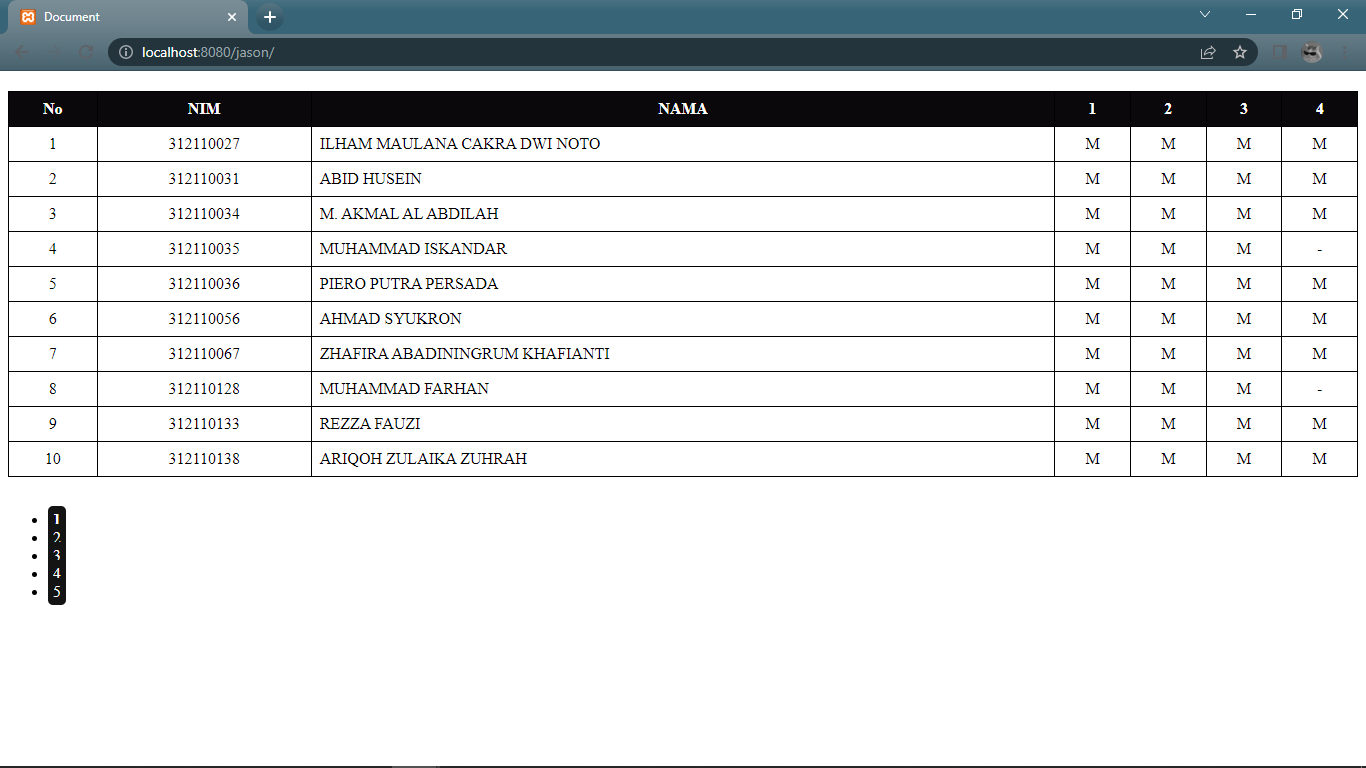 Document
localhost:8080/jason/
No NIM NAMA 1 2 3 4
1 312110027 ILHAM MAULANA CAKRA DWI NOTO M M M M
2 312110031 ABID HUSEIN M M M M
3 312110034 M. AKMAL AL ABDILAH M M M M
4 312110035 MUHAMMAD ISKANDAR M M M -
5 312110036 PIERO PUTRA PERSADA M M M M
6 312110056 AHMAD SYUKRON M M M M
7 312110067 ZHAFIRA ABADININGRUM KHAFIANTI M M M M
8 312110128 MUHAMMAD FARHAN M M M -
9 312110133 REZZA FAUZI M M M M
10 312110138 ARIQOH ZULAIKA ZUHRAH M M M M
• 1
• 2
• 3
• 4
• 5